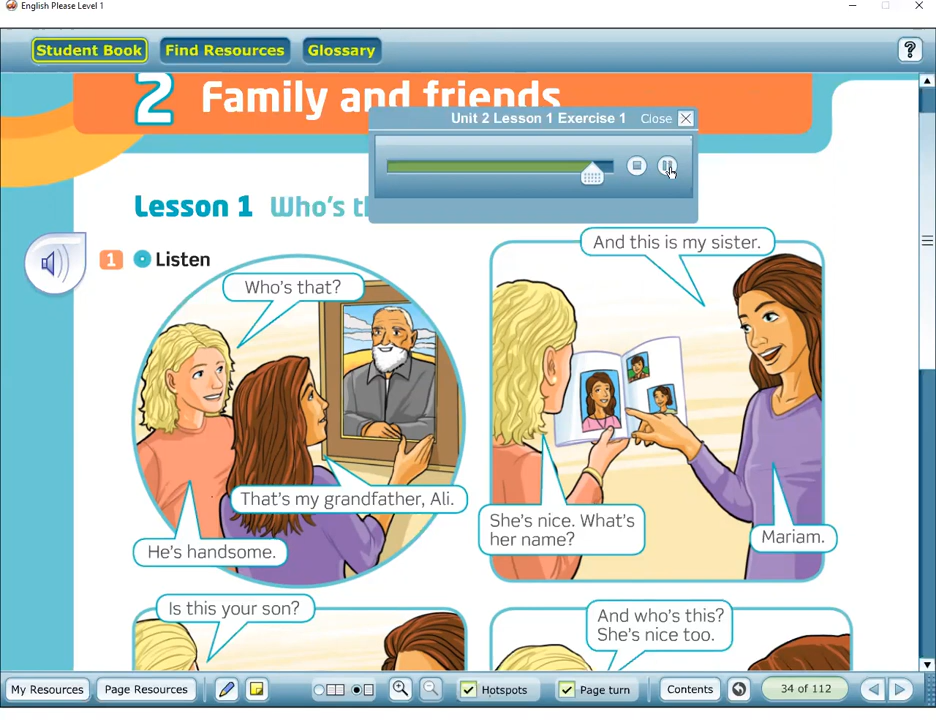 English Please Level 1
Student Book
Find Resources
Glossary
?
2 Family and friends
Unit 2 Lesson 1 Exercise 1
Close
Lesson 1 Who's th
1 Listen
Who's that?
That's my grandfather, Ali.
He's handsome.
And this is my sister.
She's nice. What's
her name?
Mariam.
Is this your son?
And who's this?
She's nice too.
My Resources
Page Resources
Hotspots
Page turn
Contents
34 of 112